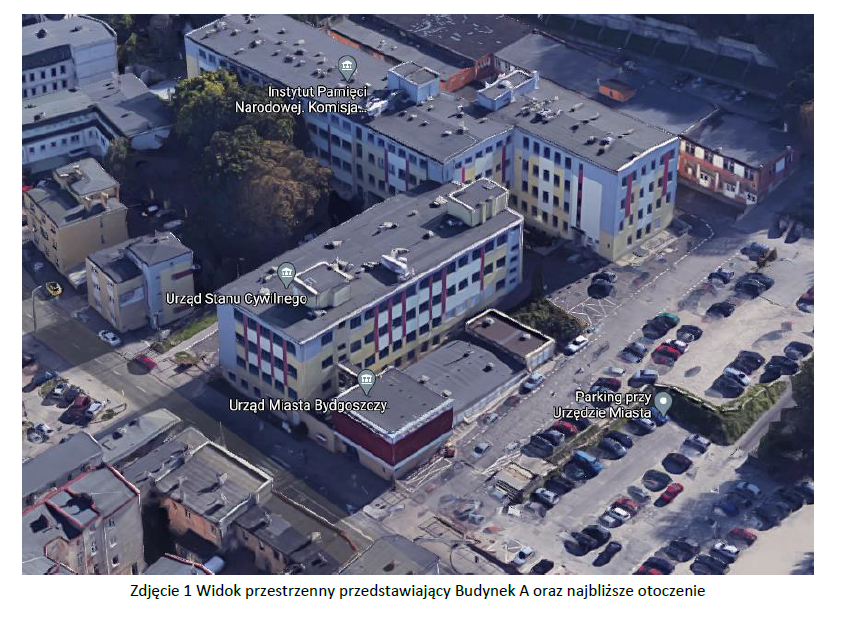 Instytut Pamięci
Narodowej. Komisja...
Urząd Stanu Cywilnego
Urząd Miasta Bydgoszczy
Parking przy
Urzędzie Miasta
Zdjęcie 1 Widok przestrzenny przedstawiający Budynek A oraz najbliższe otoczenie